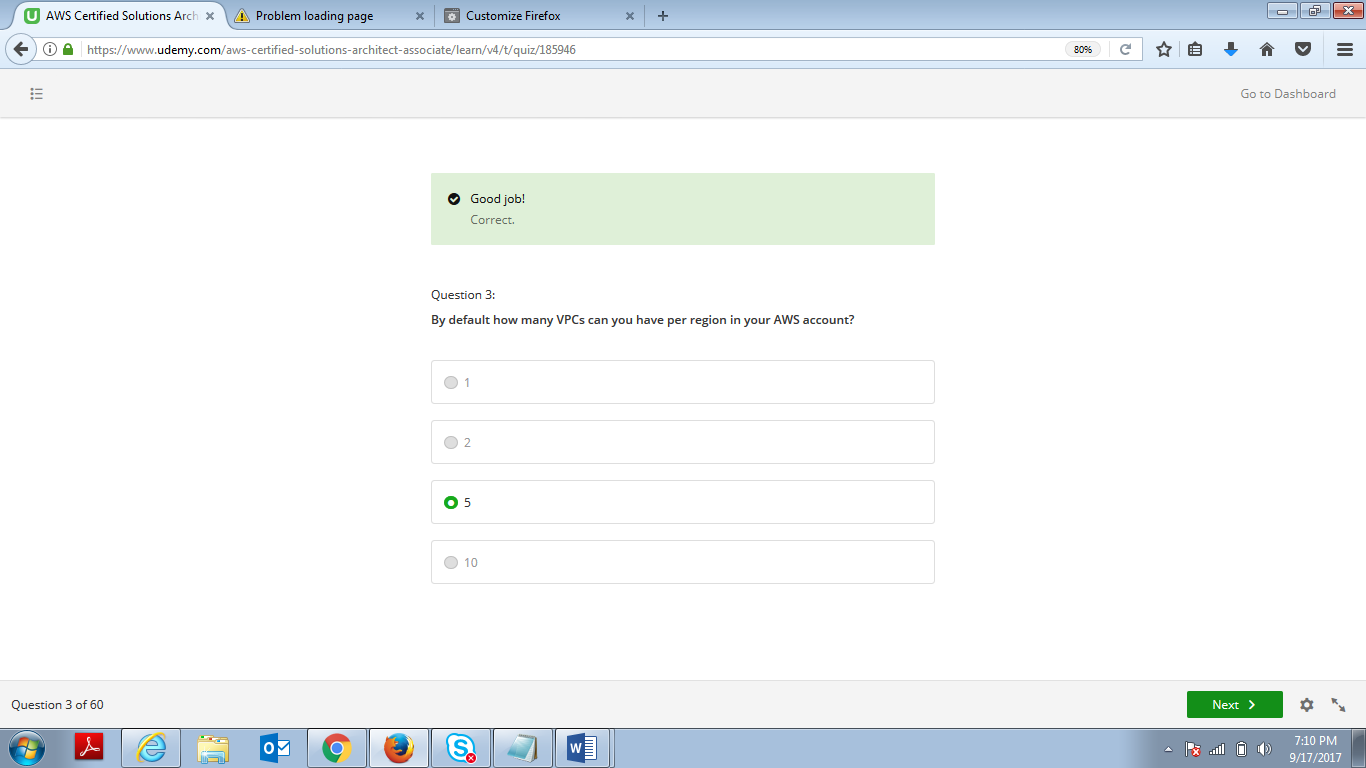 AWS Certified Solutions Arch
Problem loading page
Customize Firefox
https://www.udemy.com/aws-certified-solutions-architect-associate/learn/v4/t/quiz/185946
80%
Go to Dashboard
Good job!
Correct.
Question 3:
By default how many VPCs can you have per region in your AWS account?
1
2
5
10
Question 3 of 60
Next
7:10 PM
9/17/2017